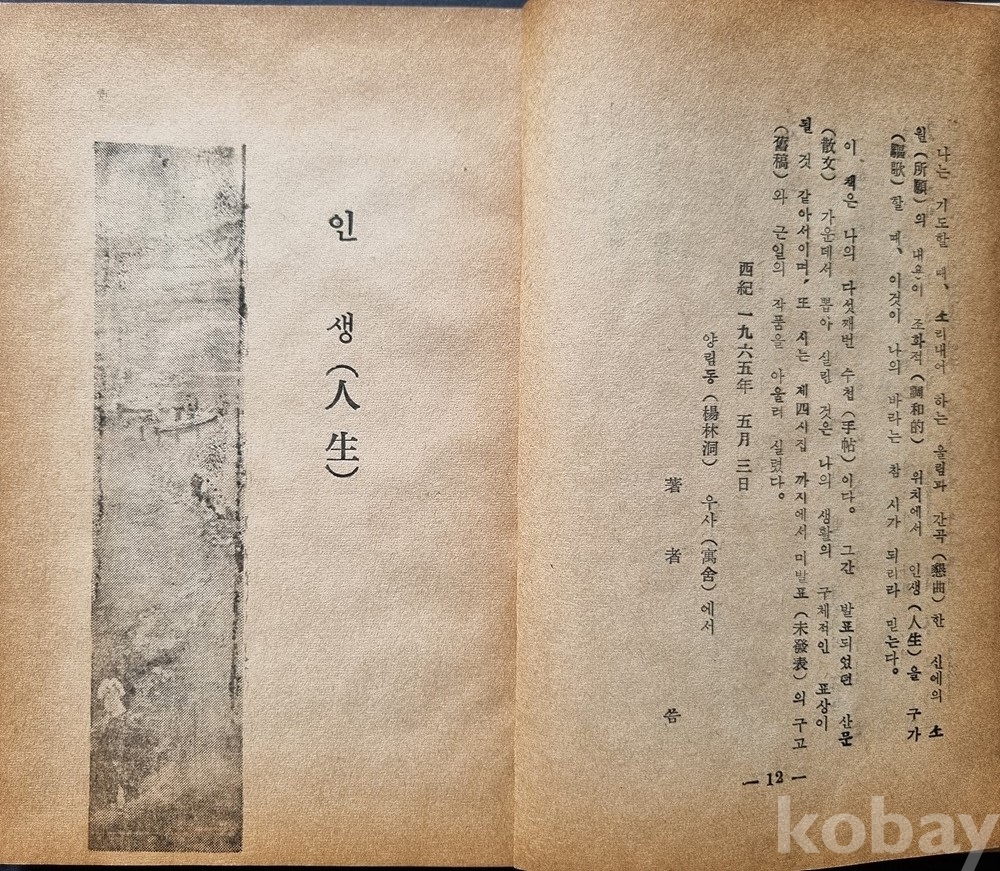 나는 기도할 때、 소리내어 하는 울림과 간곡(懇曲)한 신에의 소
원(所願)의 내용이 조화적(調和的) 위치에서 인생(人生)을 구가
(謳歌)할 때、 이것이 나의 바라는 참 시가 되리라 믿는다。
이 책은 나의 다섯째번 수첩(手帖)이다。 그간 발표되었던 산문
(散文) 가운데서 뽑아 실린 것은 나의 생활의 구체적인 표상이
될 것 같아서이며, 또 시는 제四시집 까지에서 미발표(未發表)의 구고
(舊稿)와 근일의 작품을 아울러 실렸다。
西紀 一九六五年 五月 三日
양림동(楊林洞) 우사(寓舍)에서
著者 씀
— 12 —
인생(人生)
kobay